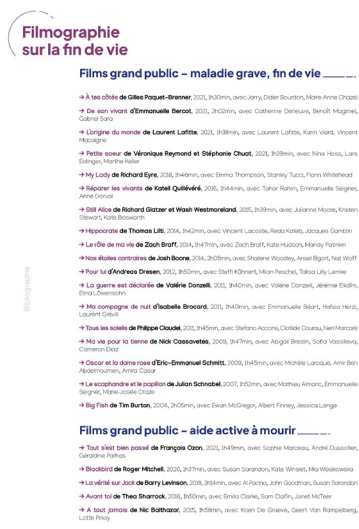 Filmographie
sur la fin de vie
Films grand public – maladie grave, fin de vie
→ À tes côtés de Gilles Paquet-Brenner, 2021, 1h30min, avec Jarry, Didier Bourdon, Marie-Anne Chazel
→ De son vivant d'Emmanuelle Bercot, 2021, 2h02min, avec Catherine Deneuve, Benoît Magimel,
Gabriel Sara
→ L'origine du monde de Laurent Lafitte, 2021, 1h38min, avec Laurent Lafitte, Karin Viard, Vincent
Macaigne
→ Petite soeur de Véronique Reymond et Stéphanie Chuat, 2021, 1h39min, avec Nina Hoss, Lars
Eidinger, Marthe Keller
→ My Lady de Richard Eyre, 2018, 1h46min, avec Emma Thompson, Stanley Tucci, Fionn Whitehead
→ Réparer les vivants de Katell Quillévéré, 2016, 1h44min, avec Tahar Rahim, Emmanuelle Seigner,
Anne Dorval
→ Still Alice de Richard Glatzer et Wash Westmoreland, 2015, 1h39min, avec Julianne Moore, Kristen
Stewart, Kate Bosworth
→ Hippocrate de Thomas Lilti, 2014, 1h42min, avec Vincent Lacoste, Reda Kateb, Jacques Gamblin
→ Le rôle de ma vie de Zach Braff, 2014, 1h47min, avec Zach Braff, Kate Hudson, Mandy Patinkin
→ Nos étoiles contraires de Josh Boone, 2014, 2h05min, avec Shailene Woodley, Ansel Elgort, Nat Wolff
→ Pour lui d'Andreas Dresen, 2012, 1h50min, avec Steffi Kühnert, Milan Peschel, Talisa Lilly Lemke
→ La guerre est déclarée de Valérie Donzelli, 2011, 1h40min, avec Valérie Donzelli, Jérémie Elkaïm,
Elina Löwensohn
→ Ma compagne de nuit d'Isabelle Brocard, 2011, 1h40min, avec Emmanuelle Béart, Hafsia Herzi,
Laurent Grévill
→ Tous les soleils de Philippe Claudel, 2011, 1h45min, avec Stefano Accorsi, Clotilde Courau, Neri Marcorè
→ Ma vie pour la tienne de Nick Cassavetes, 2009, 1h47min, avec Abigail Breslin, Sofia Vassilieva,
Cameron Diaz
→ Oscar et la dame rose d'Eric-Emmanuel Schmitt, 2009, 1h45min, avec Michèle Laroque, Amir Ben
Abdelmoumen, Amira Casar
→ Le scaphandre et le papillon de Julian Schnabel, 2007, 1h52min, avec Mathieu Amalric, Emmanuelle
Seigner, Marie-Josée Croze
→ Big Fish de Tim Burton, 2004, 2h05min, avec Ewan McGregor, Albert Finney, Jessica Lange
Films grand public – aide active à mourir
→ Tout s'est bien passé de François Ozon, 2021, 1h49min, avec Sophie Marceau, André Dussollier,
Géraldine Pailhas
→ Blackbird de Roger Mitchell, 2020, 1h37min, avec Susan Sarandon, Kate Winslet, Mia Wasikowska
→ La vérité sur Jack de Barry Levinson, 2018, 1h14min, avec Al Pacino, John Goodman, Susan Sarandon
→ Avant toi de Thea Sharrock, 2016, 1h50min, avec Emilia Clarke, Sam Claflin, Janet McTeer
→ A tout jamais de Nic Balthazar, 2015, 1h58min, avec Koen De Graeve, Geert Van Rampelberg,
Lotte Pinoy
Bibliographie